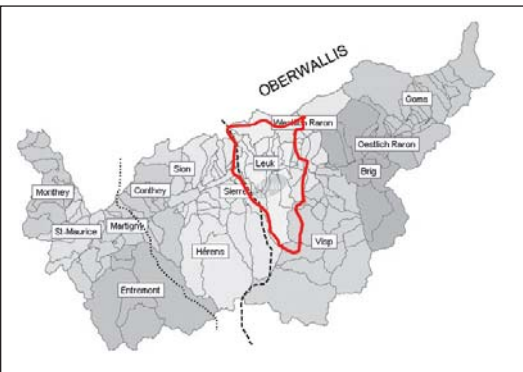 OBERWALLIS
Goms
Westlich Raron
Oestlich Raron
Sion
Leuk
Brig
Monthey
Conthey
Sierre
St-Maurice
Martigny
Hérens
Visp
Entremont